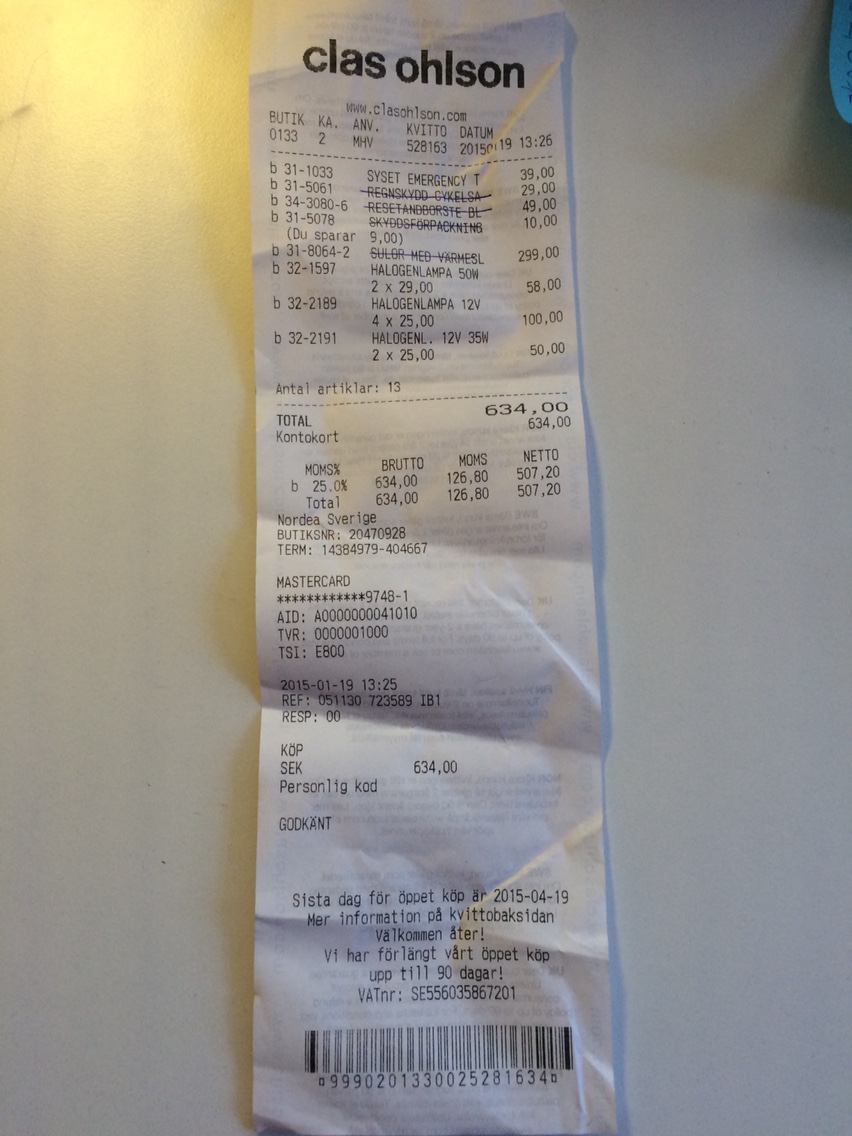 clas ohlson
www.clasohlson.com
BUTIK KA. ANV. KVITTO DATUM
0133 2 MHV 528163 2015 19 13:26
b 31-1033 SYSET EMERGENCY T 39,00
b 31-5061 REGNSKYDD CYKELSA 29,00
b 34-3080-6 RESETANDBORSTE BL 49,00
b 31-5078 SKYDDSFÖRPACKNING 10,00
(Du sparar 9,00)
b 31-8064-2 SULOR MED VÄRMESL 299,00
b 32-1597 HALOGENLAMPA 50W
2 x 29,00 58,00
b 32-2189 HALOGENLAMPA 12V
4 x 25,00 100,00
b 32-2191 HALOGENL. 12V 35W
2 x 25,00 50,00
Antal artiklar: 13
634,00
TOTAL 634,00
Kontokort
MOMS% BRUTTO MOMS NETTO
b 25.0% 634,00 126,80 507,20
Total 634,00 126,80 507,20
Nordea Sverige
BUTIKSNR: 20470928
TERM: 14384979-404667
MASTERCARD
************9748-1
AID: A0000000041010
TVR: 0000001000
TSI: E800
2015-01-19 13:25
REF: 051130 723589 IB1
RESP: 00
KÖP
SEK 634,00
Personlig kod
GODKÄNT
Sista dag för öppet köp är 2015-04-19
Mer information på kvittobaksidan
Välkommen åter!
Vi har förlängt vårt öppet köp
upp till 90 dagar!
VATnr: SE556035867201
¤9990201330025281634¤